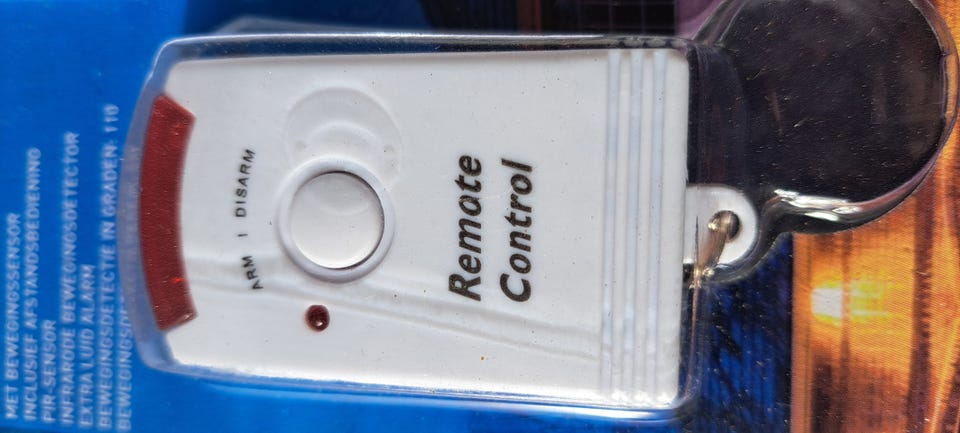 MET BEWEGINGSSENSOR
INCLUSIEF AFSTANDSBEDIENING
PIR-SENSOR
INFRARODE BEWEGINGSDETECTOR
EXTRA LUID ALARM
BEWEGINGSDETECTIE IN GRADEN: 110
ARM | DISARM
Remate
Control